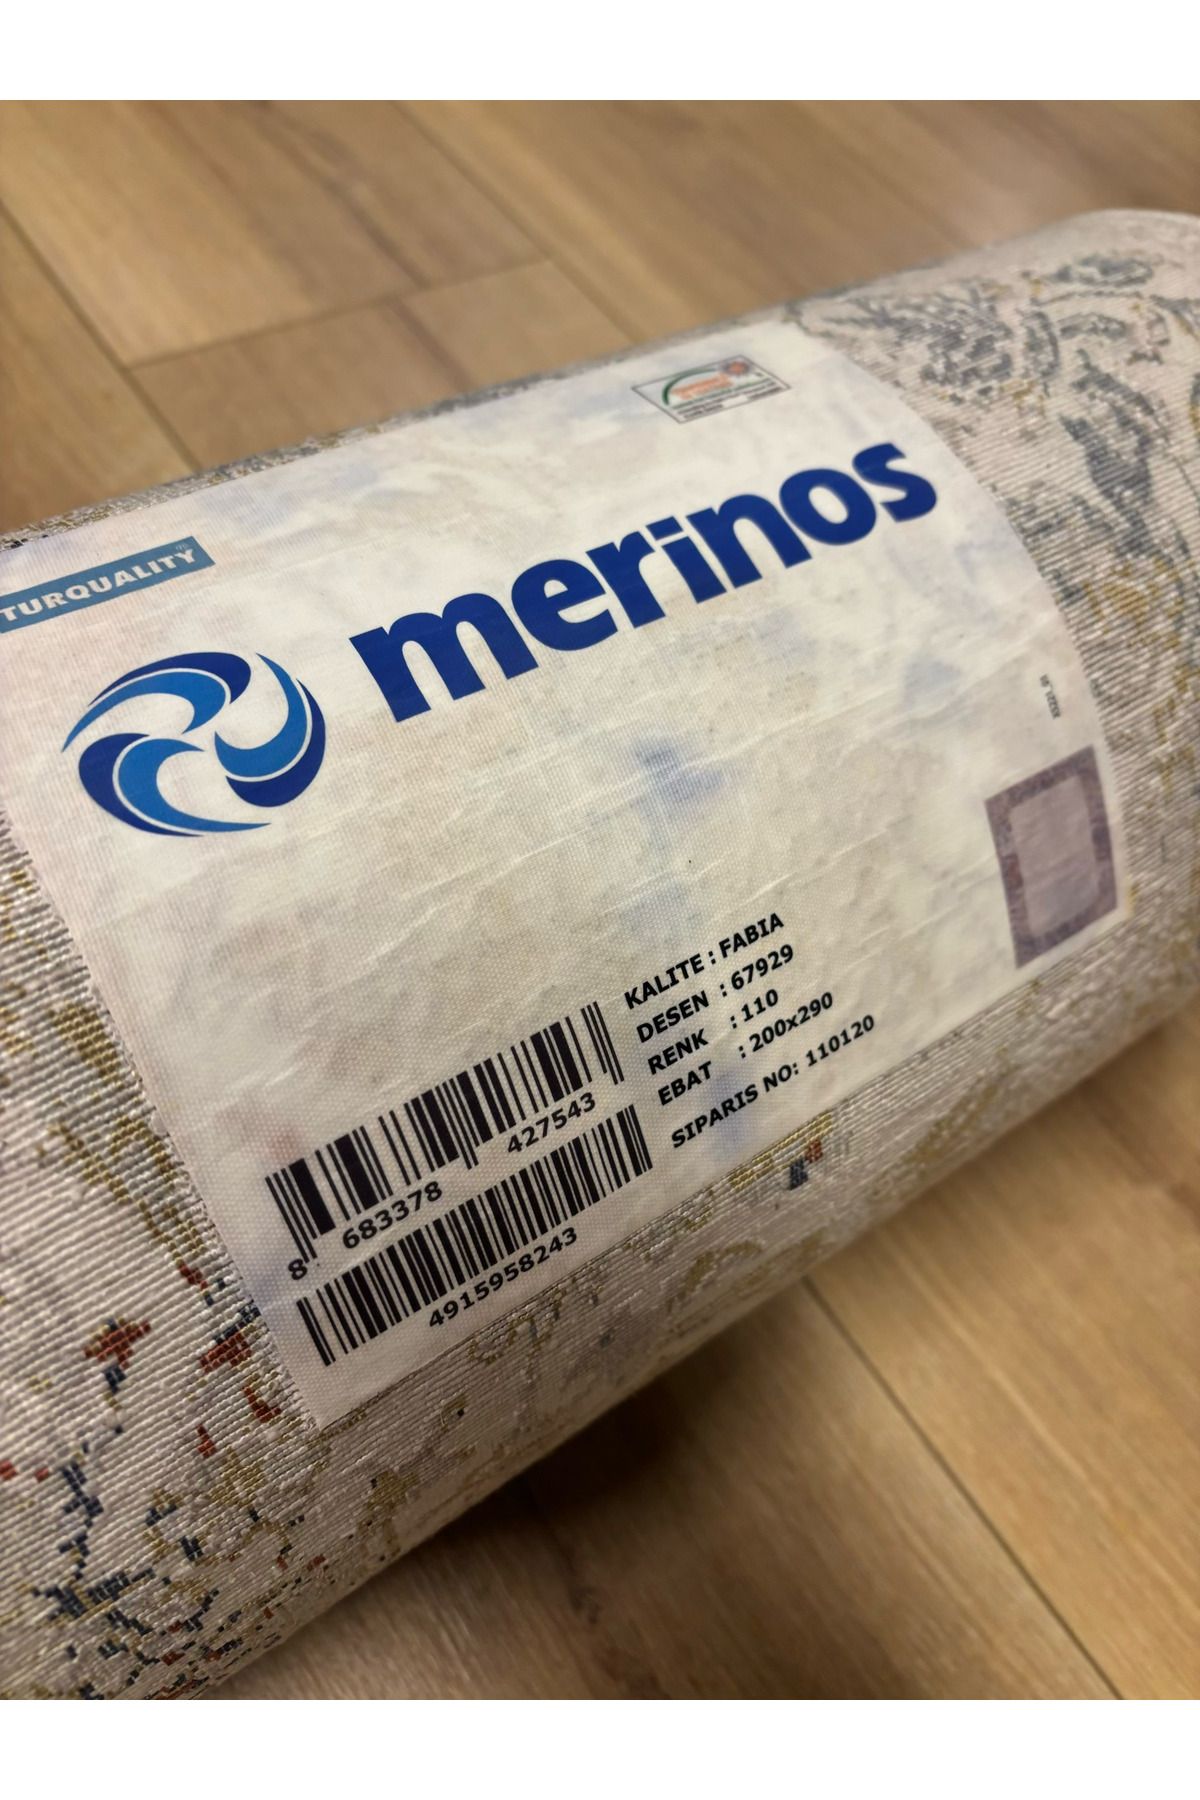 TURQUALITY
merinos
KALITE : FABIA
DESEN : 67929
RENK : 110
EBAT : 200x290
SIPARIS NO: 110120
8 683378 427543
4915958243